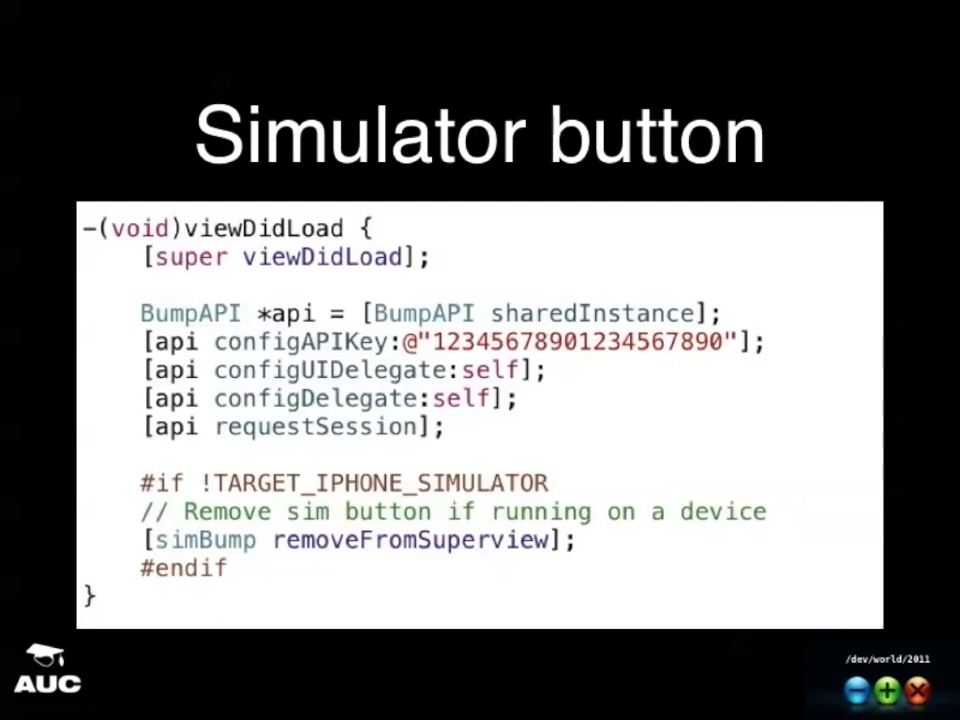 Simulator button
-(void)viewDidLoad {
    [super viewDidLoad];

    BumpAPI *api = [BumpAPI sharedInstance];
    [api configAPIKey:@"12345678901234567890"];
    [api configUIDelegate:self];
    [api configDelegate:self];
    [api requestSession];

    #if !TARGET_IPHONE_SIMULATOR
    // Remove sim button if running on a device
    [simBump removeFromSuperview];
    #endif
}
AUC
/dev/world/2011